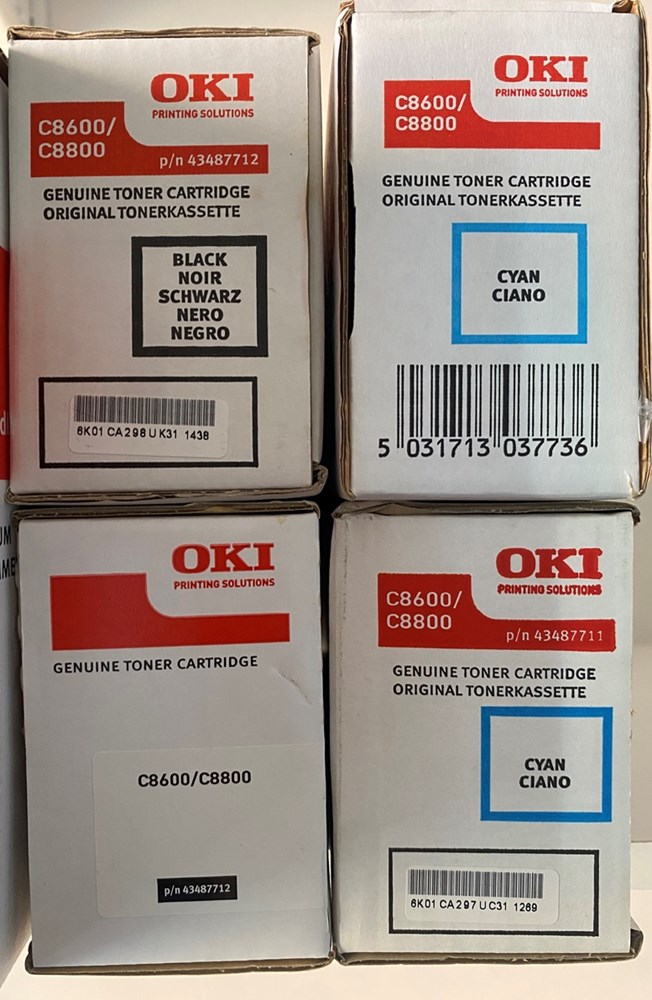 OKI
PRINTING SOLUTIONS
C8600/
C8800
p/n 43487712
GENUINE TONER CARTRIDGE
ORIGINAL TONERKASSETTE
BLACK
NOIR
SCHWARZ
NERO
NEGRO
6K01 CA298 UK31 1438
OKI
PRINTING SOLUTIONS
C8600/
C8800
GENUINE TONER CARTRIDGE
ORIGINAL TONERKASSETTE
CYAN
CIANO
5 031713 037736
OKI
PRINTING SOLUTIONS
GENUINE TONER CARTRIDGE
C8600/C8800
p/n 43487712
OKI
PRINTING SOLUTIONS
C8600/
C8800
p/n 43487711
GENUINE TONER CARTRIDGE
ORIGINAL TONERKASSETTE
CYAN
CIANO
6K01 CA297 UC31 1269